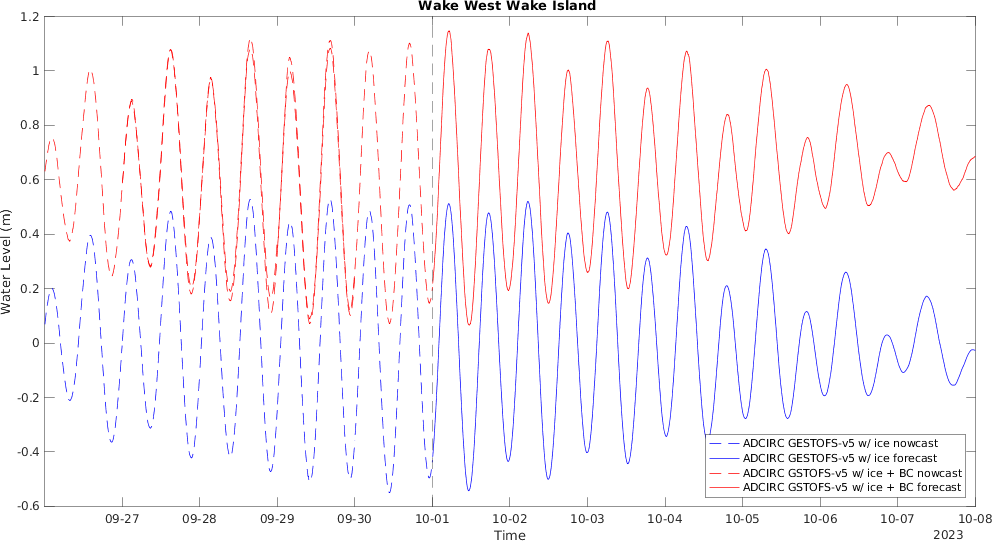 Wake West Wake Island
1.2
1
0.8
0.6
0.4
0.2
0
-0.2
-0.4
-0.6
Water Level (m)
ADCIRC GESTOFS-v5 w/ ice nowcast
ADCIRC GESTOFS-v5 w/ ice forecast
ADCIRC GSTOFS-v5 w/ ice + BC nowcast
ADCIRC GSTOFS-v5 w/ ice + BC forecast
09-27 09-28 09-29 09-30 10-01 10-02 10-03 10-04 10-05 10-06 10-07 10-08
Time
2023